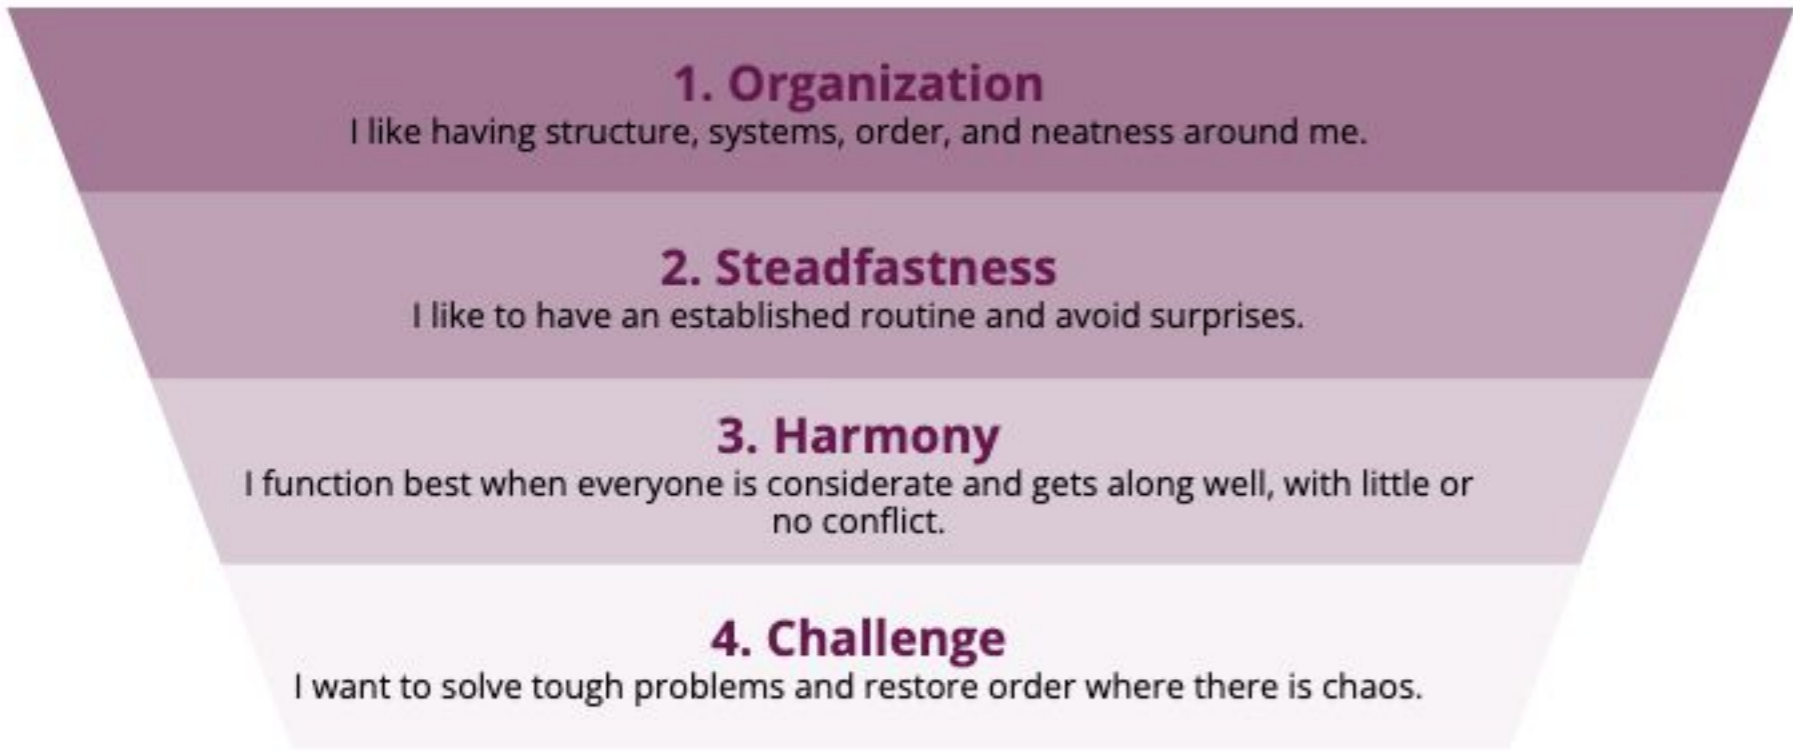 1. Organization
I like having structure, systems, order, and neatness around me.
2. Steadfastness
I like to have an established routine and avoid surprises.
3. Harmony
I function best when everyone is considerate and gets along well, with little or
no conflict.
4. Challenge
I want to solve tough problems and restore order where there is chaos.